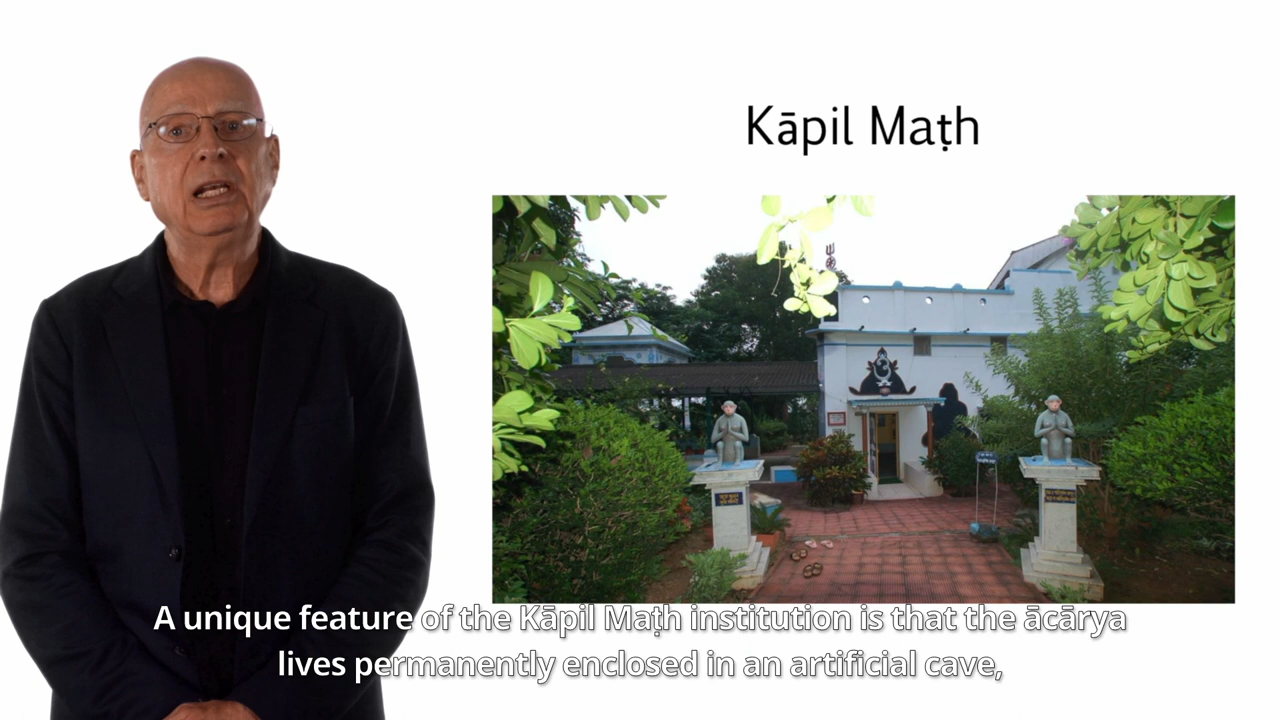 Kāpil Maṭh
A unique feature of the Kāpil Maṭh institution is that the ācārya
lives permanently enclosed in an artificial cave,